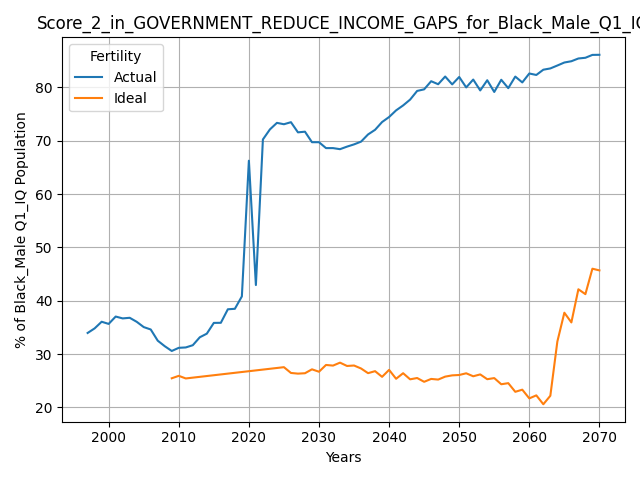 Score_2_in_GOVERNMENT_REDUCE_INCOME_GAPS_for_Black_Male_Q1_IQ
Fertility
Actual
Ideal
% of Black_Male Q1_IQ Population
80
70
60
50
40
30
20
2000 2010 2020 2030 2040 2050 2060 2070
Years